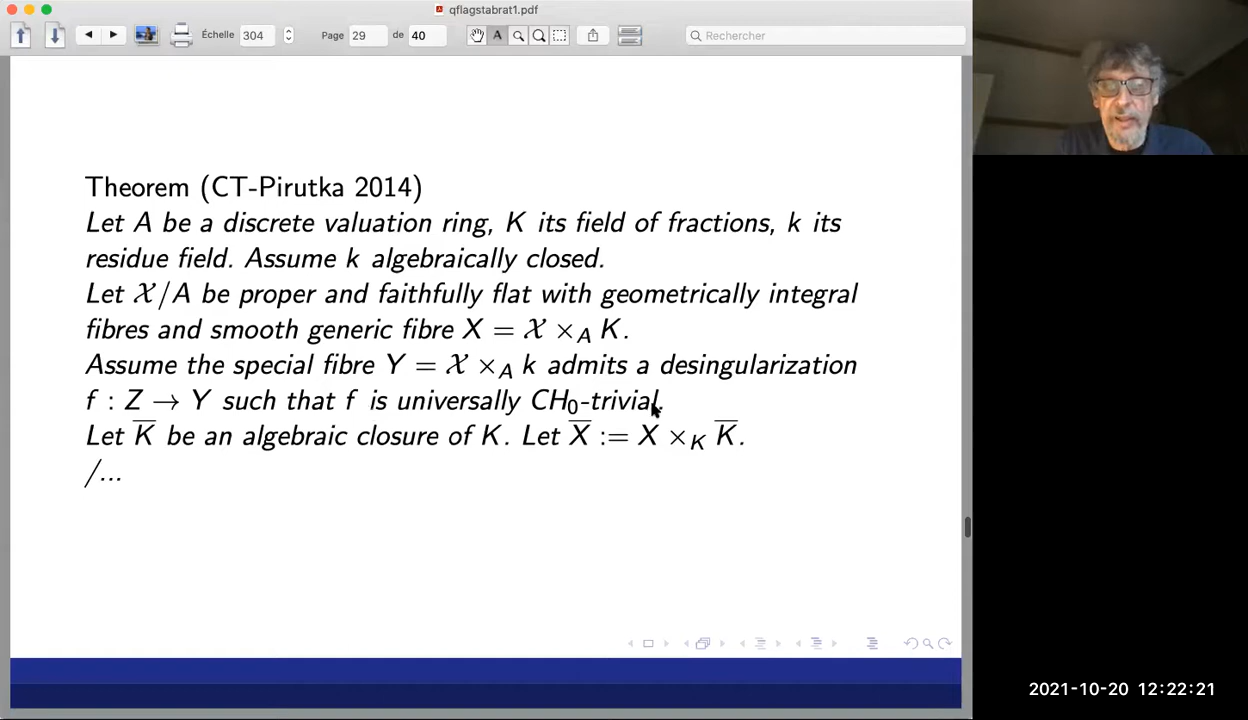 qflagstabrat1.pdf
Échelle 304 Page 29 de 40 A Rechercher
Theorem (CT-Pirutka 2014)
Let A be a discrete valuation ring, K its field of fractions, k its
residue field. Assume k algebraically closed.
Let 𝒳/A be proper and faithfully flat with geometrically integral
fibres and smooth generic fibre X = 𝒳 ×_A K.
Assume the special fibre Y = 𝒳 ×_A k admits a desingularization
f : Z → Y such that f is universally CH₀-trivial.
Let K̅ be an algebraic closure of K. Let X̅ := X ×_K K̅.
/...
2021-10-20 12:22:21